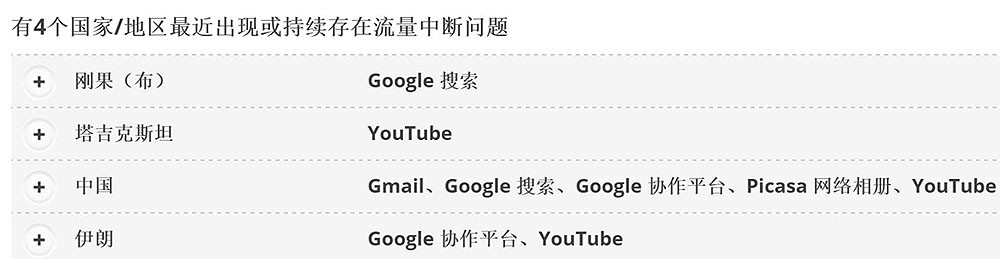 有4个国家/地区最近出现或持续存在流量中断问题
刚果（布） Google 搜索
塔吉克斯坦 YouTube
中国 Gmail、Google 搜索、Google 协作平台、Picasa 网络相册、YouTube
伊朗 Google 协作平台、YouTube